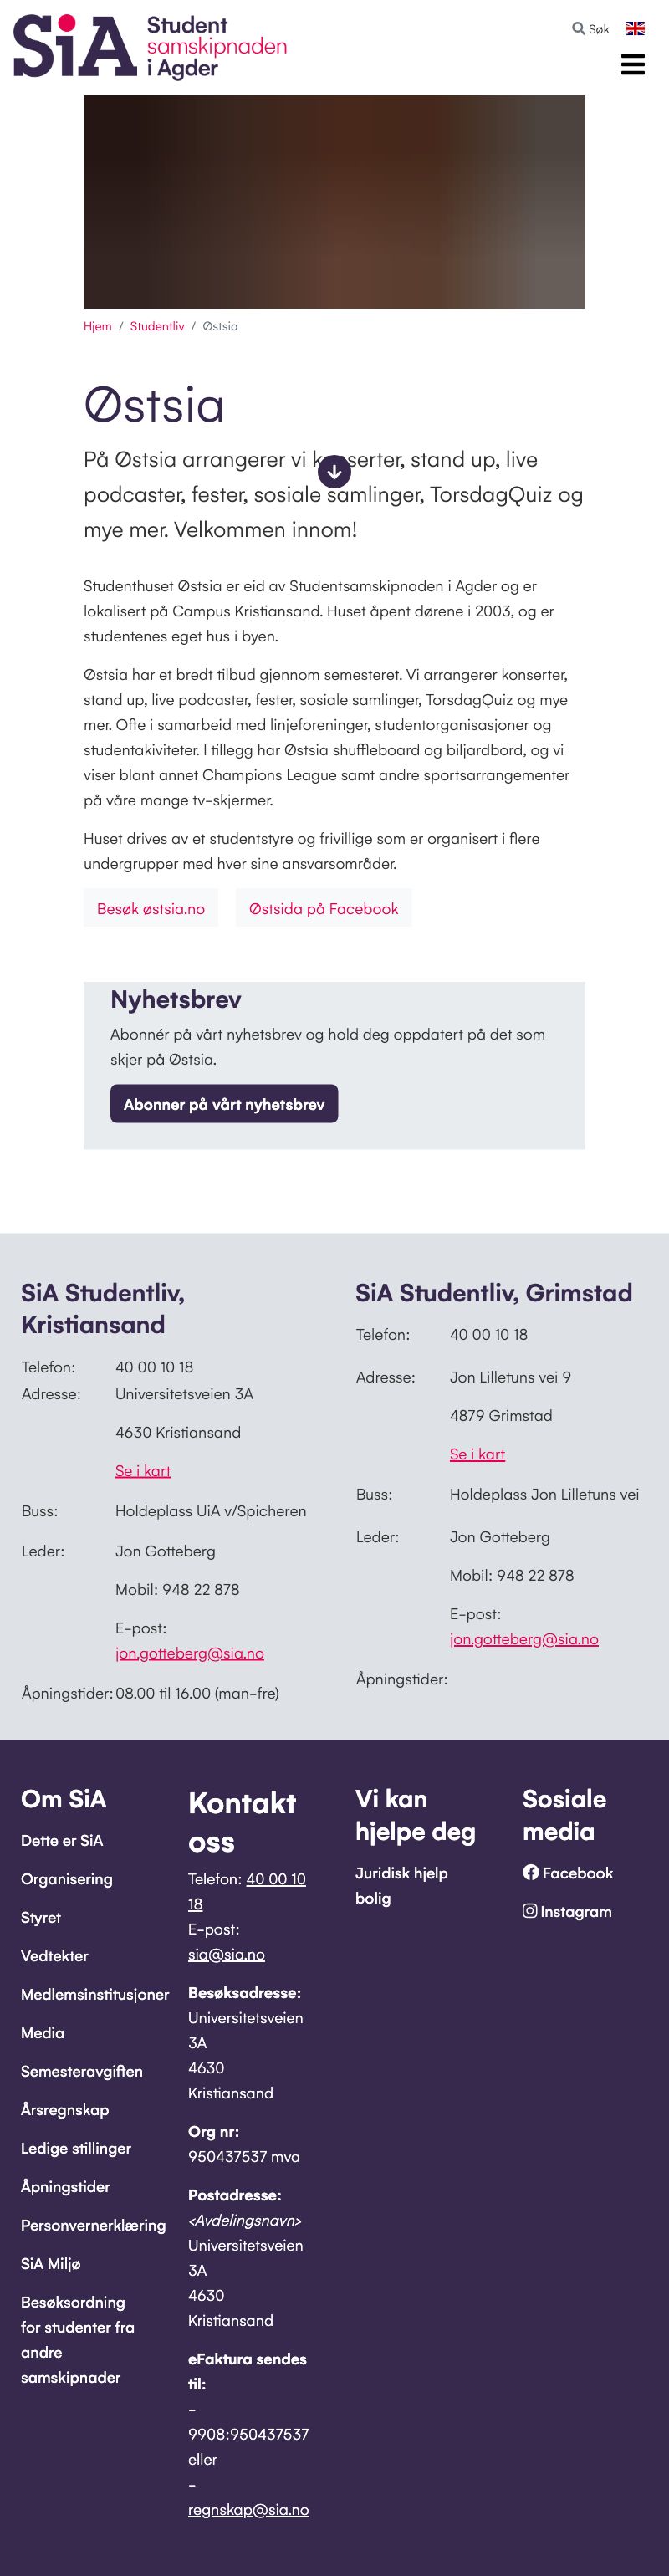 SiA Student
samskipnaden
i Agder
Søk
Hjem / Studentliv / Østsia
Østsia
På Østsia arrangerer vi konserter, stand up, live
podcaster, fester, sosiale samlinger, TorsdagQuiz og
mye mer. Velkommen innom!
Studenthuset Østsia er eid av Studentsamskipnaden i Agder og er
lokalisert på Campus Kristiansand. Huset åpent dørene i 2003, og er
studentenes eget hus i byen.
Østsia har et bredt tilbud gjennom semesteret. Vi arrangerer konserter,
stand up, live podcaster, fester, sosiale samlinger, TorsdagQuiz og mye
mer. Ofte i samarbeid med linjeforeninger, studentorganisasjoner og
studentakiviteter. I tillegg har Østsia shuffleboard og biljardbord, og vi
viser blant annet Champions League samt andre sportsarrangementer
på våre mange tv-skjermer.
Huset drives av et studentstyre og frivillige som er organisert i flere
undergrupper med hver sine ansvarsområder.
Besøk østsia.no
Østsida på Facebook
Nyhetsbrev
Abonnér på vårt nyhetsbrev og hold deg oppdatert på det som
skjer på Østsia.
Abonner på vårt nyhetsbrev
SiA Studentliv,
Kristiansand
Telefon: 40 00 10 18
Adresse: Universitetsveien 3A
4630 Kristiansand
Se i kart
Buss: Holdeplass UiA v/Spicheren
Leder: Jon Gotteberg
Mobil: 948 22 878
E-post:
jon.gotteberg@sia.no
Åpningstider: 08.00 til 16.00 (man-fre)
SiA Studentliv, Grimstad
Telefon: 40 00 10 18
Adresse: Jon Lilletuns vei 9
4879 Grimstad
Se i kart
Buss: Holdeplass Jon Lilletuns vei
Leder: Jon Gotteberg
Mobil: 948 22 878
E-post:
jon.gotteberg@sia.no
Åpningstider:
Om SiA
Dette er SiA
Organisering
Styret
Vedtekter
Medlemsinstitusjoner
Media
Semesteravgiften
Årsregnskap
Ledige stillinger
Åpningstider
Personvernerklæring
SiA Miljø
Besøksordning
for studenter fra
andre
samskipnader
Kontakt
oss
Telefon: 40 00 10
18
E-post:
sia@sia.no
Besøksadresse:
Universitetsveien
3A
4630
Kristiansand
Org nr:
950437537 mva
Postadresse:
<Avdelingsnavn>
Universitetsveien
3A
4630
Kristiansand
eFaktura sendes
til:
-
9908:950437537
eller
-
regnskap@sia.no
Vi kan
hjelpe deg
Juridisk hjelp
bolig
Sosiale
media
Facebook
Instagram